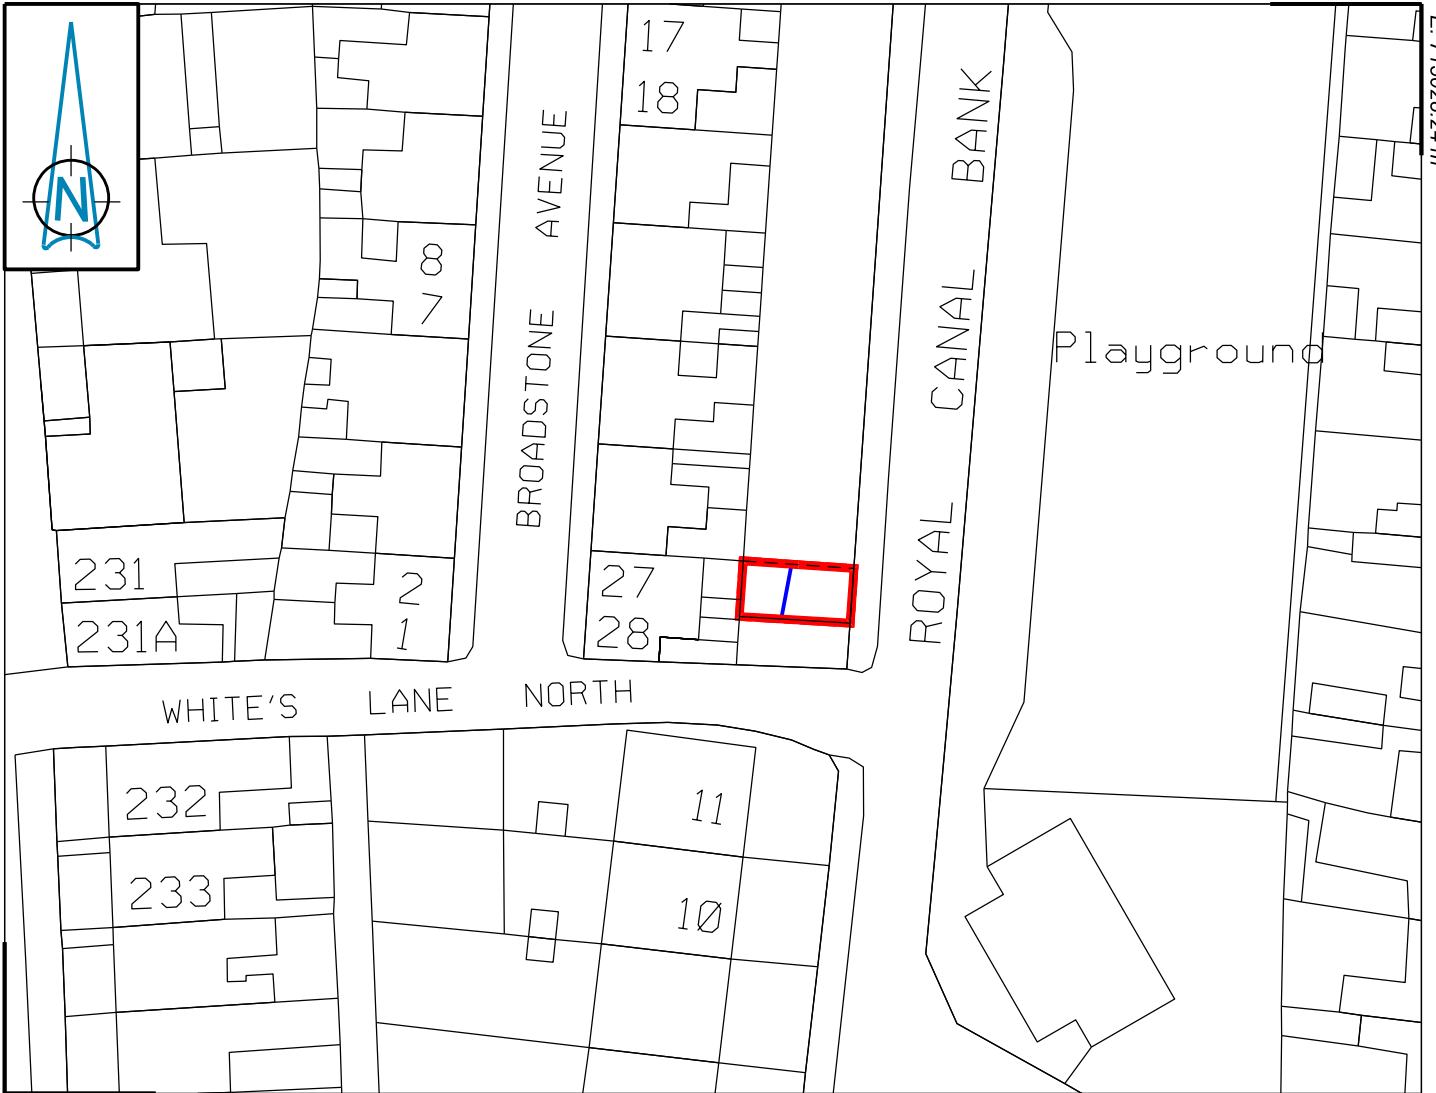 N
17
18
8
7
BROADSTONE AVENUE
ROYAL CANAL BANK
Playground
231
231A
2
1
27
28
WHITE'S LANE NORTH
232
233
11
10